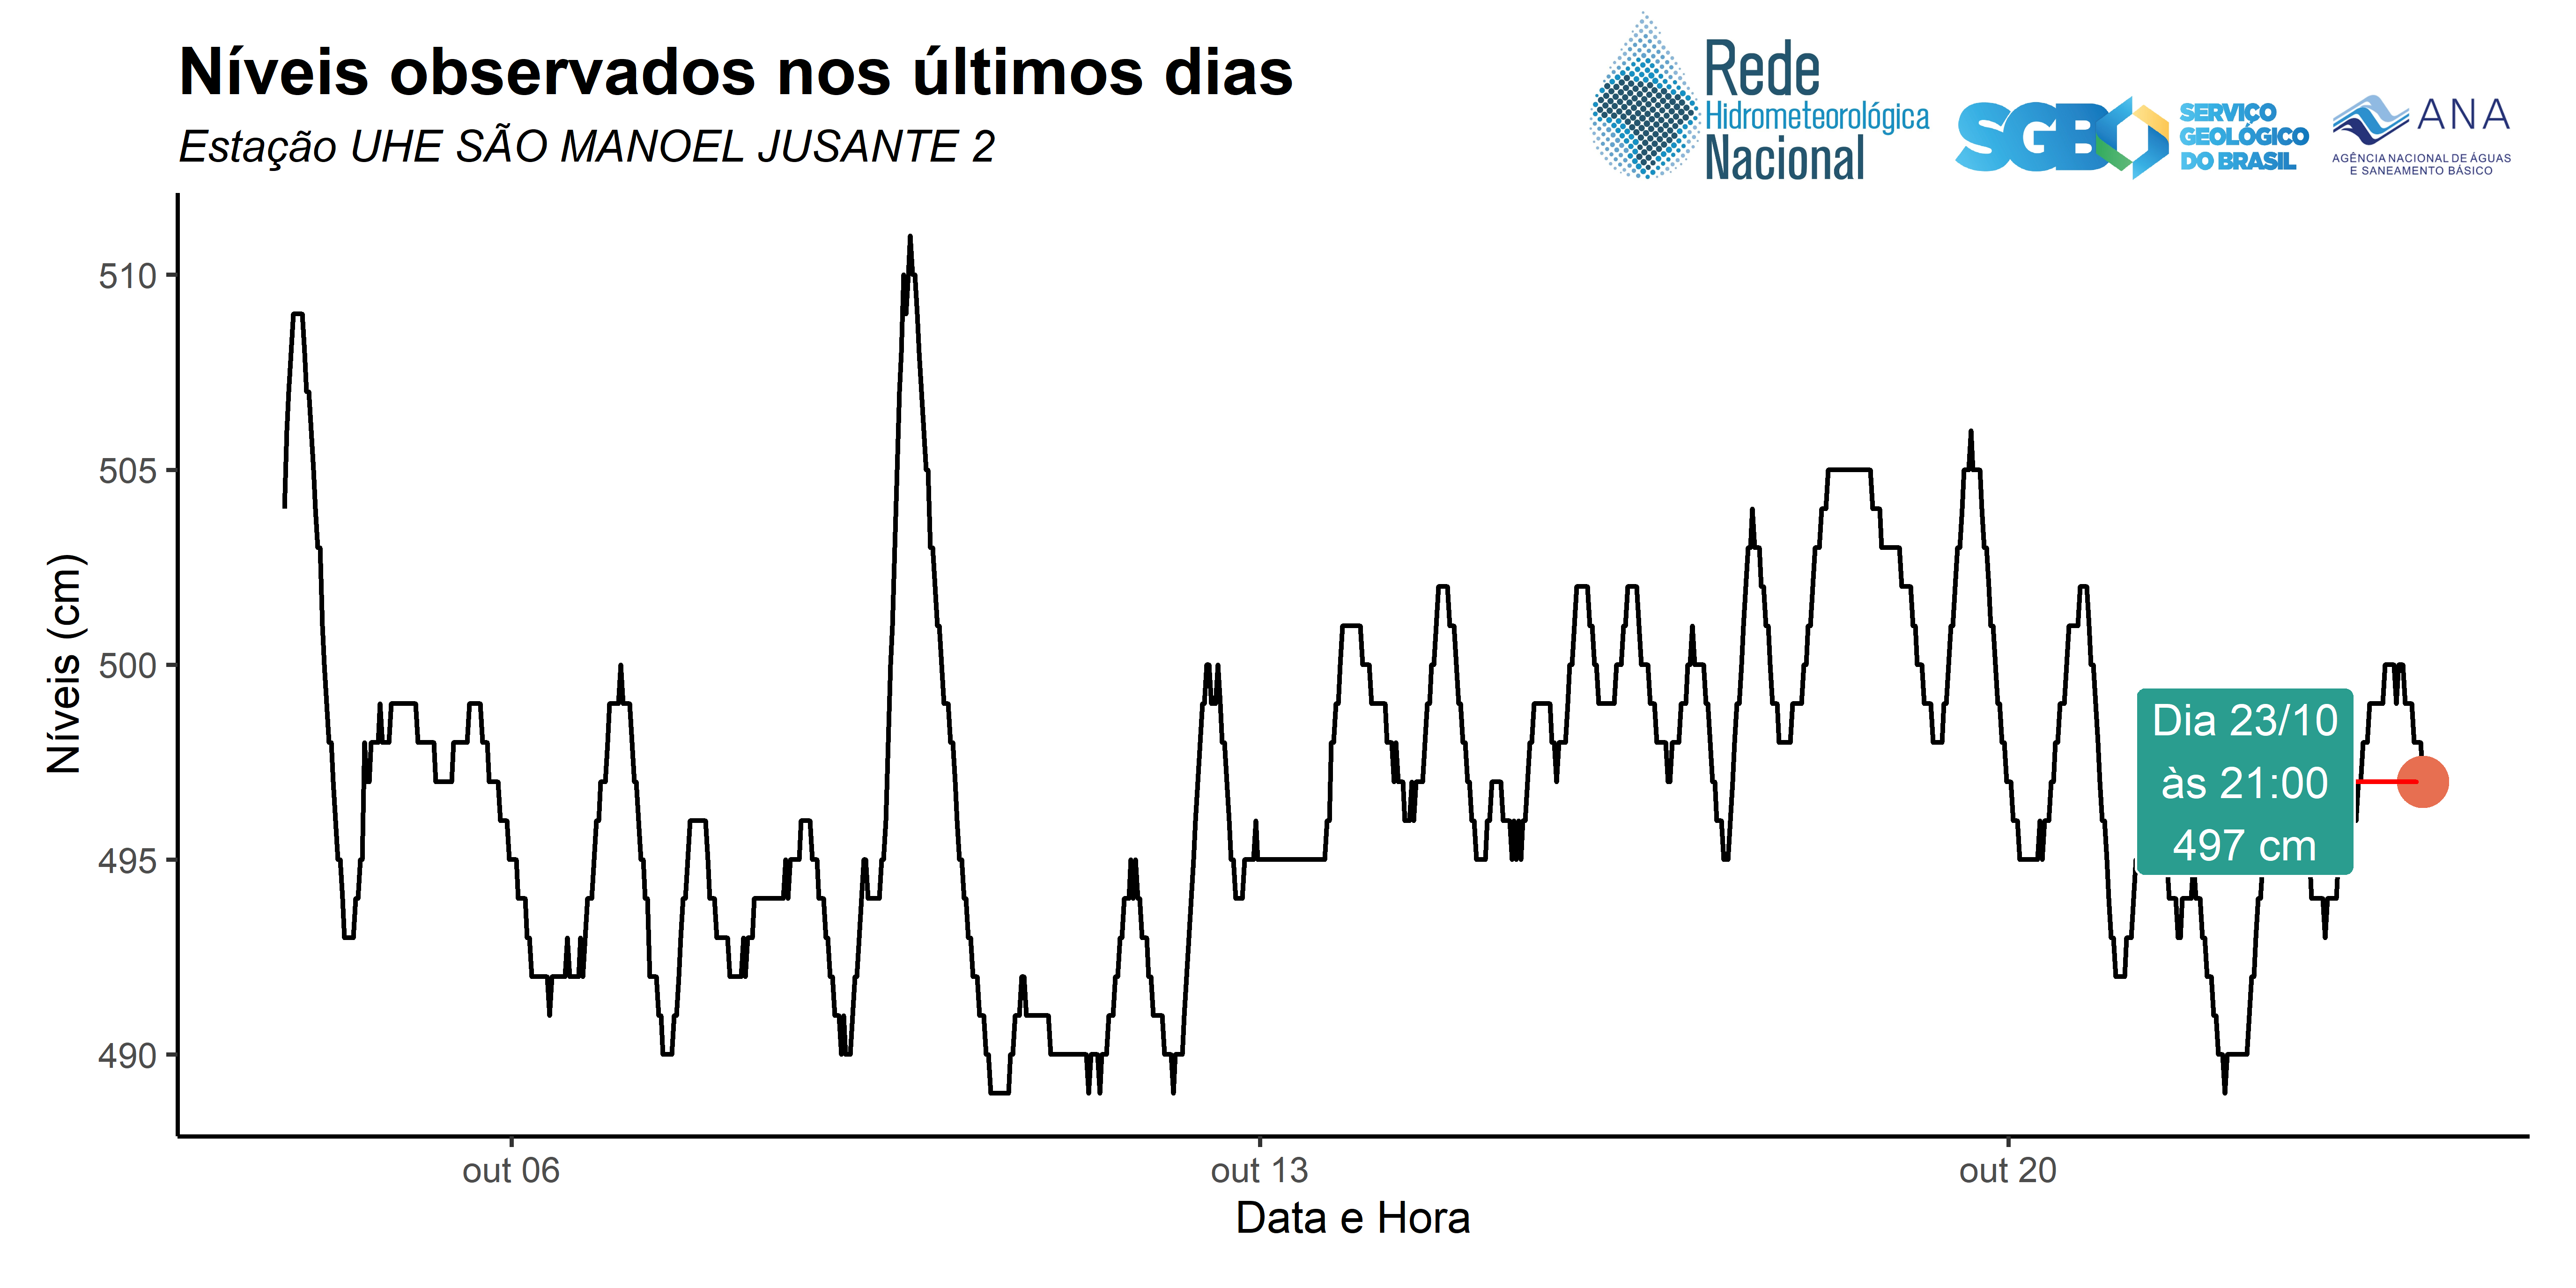 Níveis observados nos últimos dias
Estação UHE SÃO MANOEL JUSANTE 2
Rede
Hidrometeorológica
Nacional
SGB
SERVIÇO
GEOLÓGICO
DO BRASIL
ANA
AGÊNCIA NACIONAL DE ÁGUAS
E SANEAMENTO BÁSICO
Níveis (cm)
510
505
500
495
490
Dia 23/10
às 21:00
497 cm
out 06
out 13
out 20
Data e Hora